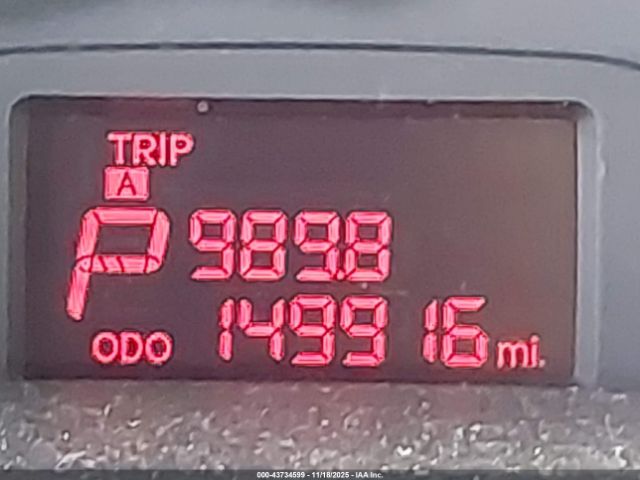 TRIP
A
P 989.8
ODO 149916 mi.
000-43734599 - 11/18/2025 - IAA Inc.